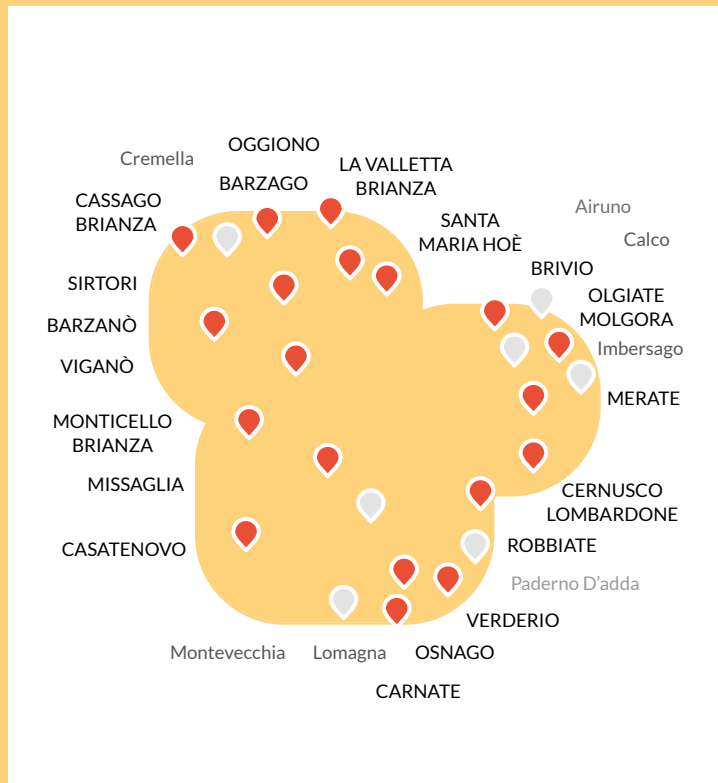 OGGIONO
Cremella
LA VALLETTA
BRIANZA
BARZAGO
CASSAGO
BRIANZA
Airuno
SANTA
MARIA HOÈ
Calco
BRIVIO
SIRTORI
OLGIATE
MOLGORA
BARZANÒ
Imbersago
VIGANÒ
MERATE
MONTICELLO
BRIANZA
MISSAGLIA
CERNUSCO
LOMBARDONE
CASATENOVO
ROBBIATE
Paderno D'adda
VERDERIO
Montevecchia
Lomagna
OSNAGO
CARNATE